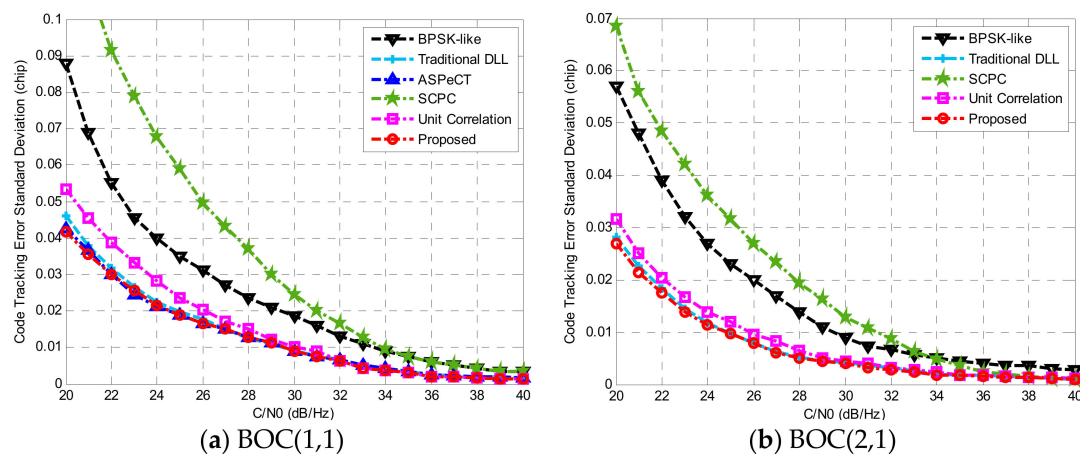 Code Tracking Error Standard Deviation (chip)
0.1
0.09
0.08
0.07
0.06
0.05
0.04
0.03
0.02
0.01
0
20 22 24 26 28 30 32 34 36 38 40
C/N0 (dB/Hz)
BPSK-like
Traditional DLL
ASPeCT
SCPC
Unit Correlation
Proposed
(a) BOC(1,1)
Code Tracking Error Standard Deviation (chip)
0.07
0.06
0.05
0.04
0.03
0.02
0.01
0
20 22 24 26 28 30 32 34 36 38 40
C/N0 (dB/Hz)
BPSK-like
Traditional DLL
SCPC
Unit Correlation
Proposed
(b) BOC(2,1)